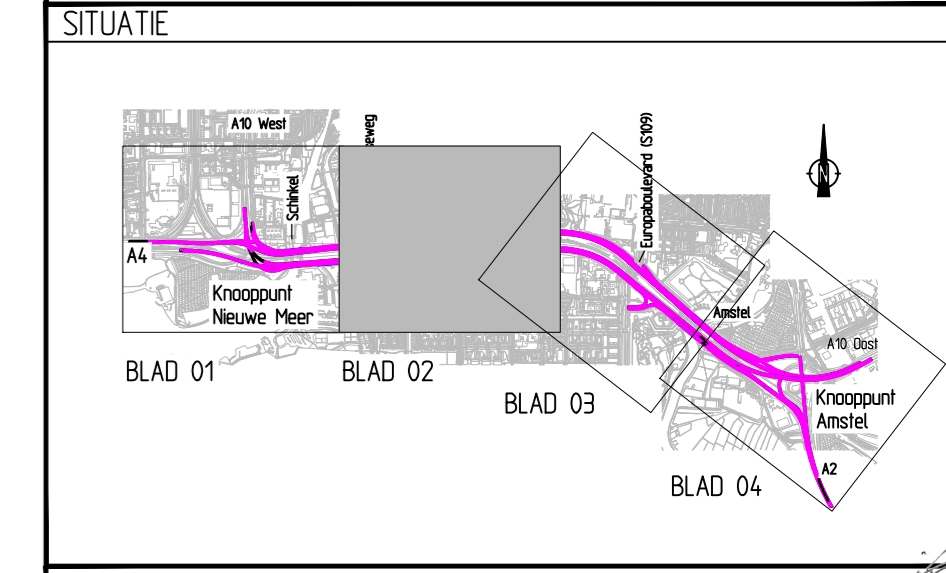 SITUATIE
A10 West
eweg
Schinkel
Europaboulevard (S109)
N
A4
Knooppunt
Nieuwe Meer
Amstel
A10 Oost
BLAD 01
BLAD 02
BLAD 03
Knooppunt
Amstel
A2
BLAD 04